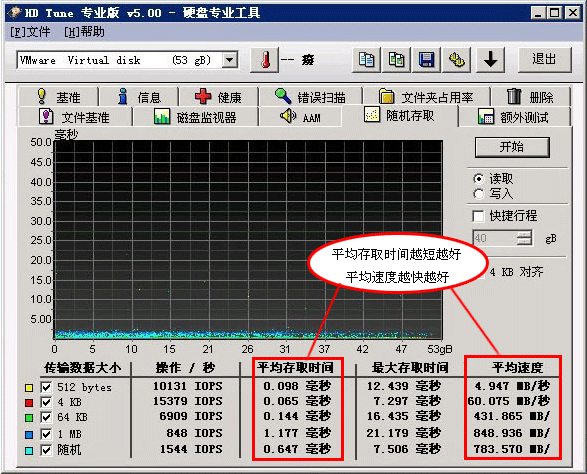 HD Tune 专业版 v5.00 - 硬盘专业工具
[F]文件 [H]帮助
VMware Virtual disk (53 gB)
-- 癈
退出
基准 信息 健康 错误扫描 文件夹占用率 删除
文件基准 磁盘监视器 AAM 随机存取 额外测试
毫秒
50.0
45.0
40.0
35.0
30.0
25.0
20.0
15.0
10.0
5.00
0 5 10 16 21 26 31 37 42 47 53gB
平均存取时间越短越好
平均速度越快越好
开始
读取
写入
快捷行程
40 gB
4 KB 对齐
传输数据大小 操作 / 秒 平均存取时间 最大存取时间 平均速度
512 bytes 10131 IOPS 0.098 毫秒 12.439 毫秒 4.947 MB/秒
4 KB 15379 IOPS 0.065 毫秒 7.297 毫秒 60.075 MB/秒
64 KB 6909 IOPS 0.144 毫秒 16.435 毫秒 431.865 MB/
1 MB 848 IOPS 1.177 毫秒 21.179 毫秒 848.936 MB/
随机 1544 IOPS 0.647 毫秒 7.506 毫秒 783.570 MB/